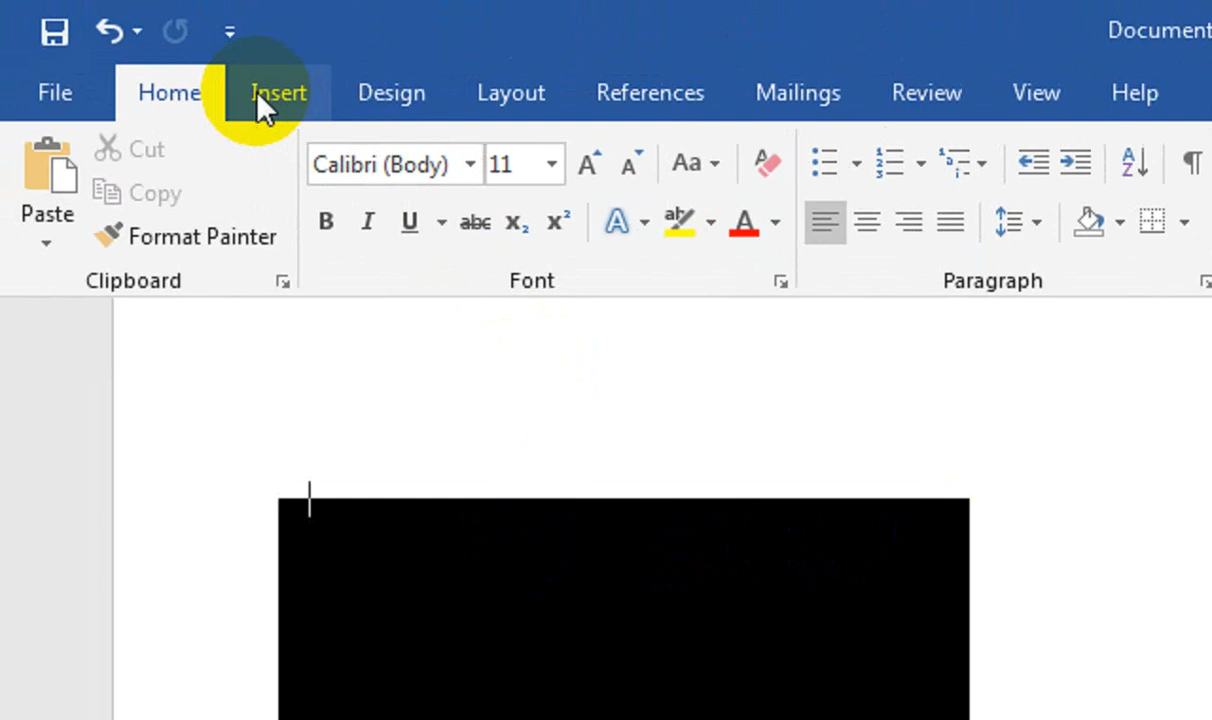 Document
File Home Insert Design Layout References Mailings Review View Help
Cut
Calibri (Body) 11 A A Aa A A Z ¶
Copy
Paste
Format Painter B I U abc x₂ x² A ab A
Clipboard Font Paragraph